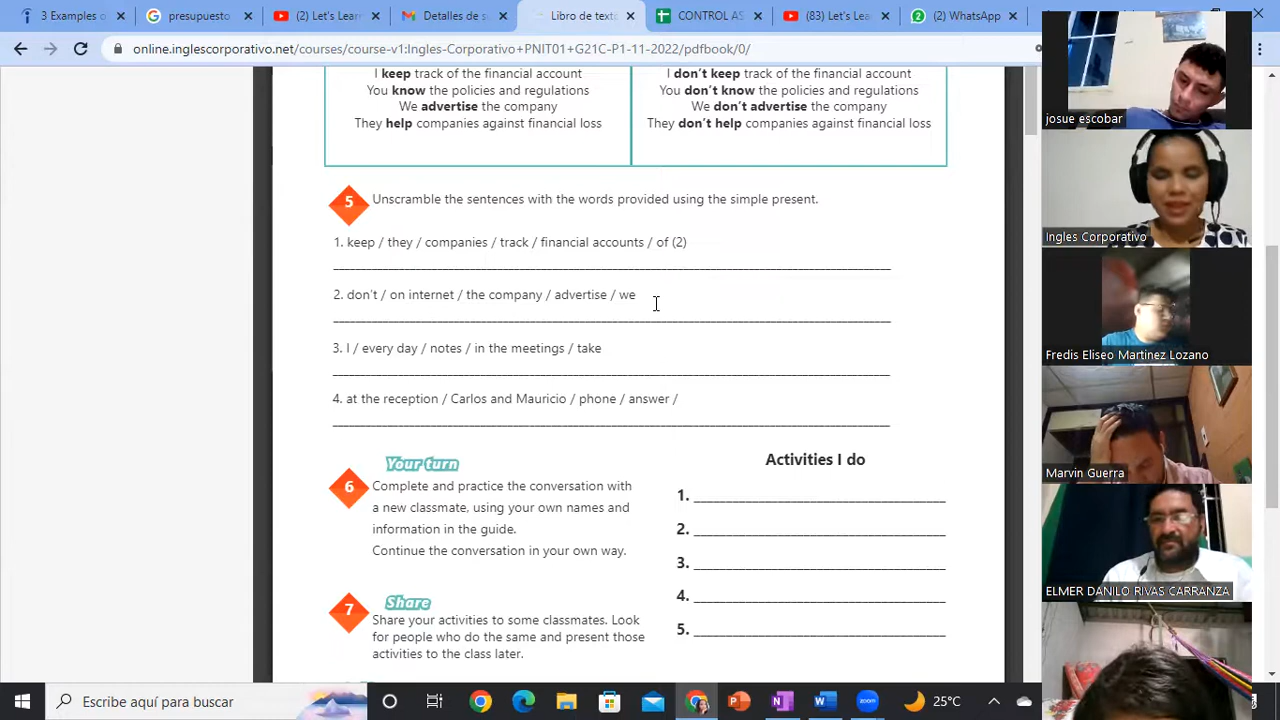 3 Examples o
presupuesto
(2) Let's Learn
Detalles de s
Libro de texto
CONTROL AS
(83) Let's Le
(2) WhatsApp
online.inglescorporativo.net/courses/course-v1:Ingles-Corporativo+PNIT01+G21C-P1-11-2022/pdfbook/0/
I keep track of the financial account
You know the policies and regulations
We advertise the company
They help companies against financial loss
I don't keep track of the financial account
You don't know the policies and regulations
We don't advertise the company
They don't help companies against financial loss
5 Unscramble the sentences with the words provided using the simple present.
1. keep / they / companies / track / financial accounts / of (2)
2. don't / on internet / the company / advertise / we
3. I / every day / notes / in the meetings / take
4. at the reception / Carlos and Mauricio / phone / answer /
Your turn
6
Complete and practice the conversation with
a new classmate, using your own names and
information in the guide.
Continue the conversation in your own way.
Activities I do
1.
2.
3.
4.
5.
Share
7
Share your activities to some classmates. Look
for people who do the same and present those
activities to the class later.
josue escobar
Ingles Corporativo
Fredis Eliseo Martinez Lozano
Marvin Guerra
ELMER DANILO RIVAS CARRANZA
Escribe aquí para buscar
25°C